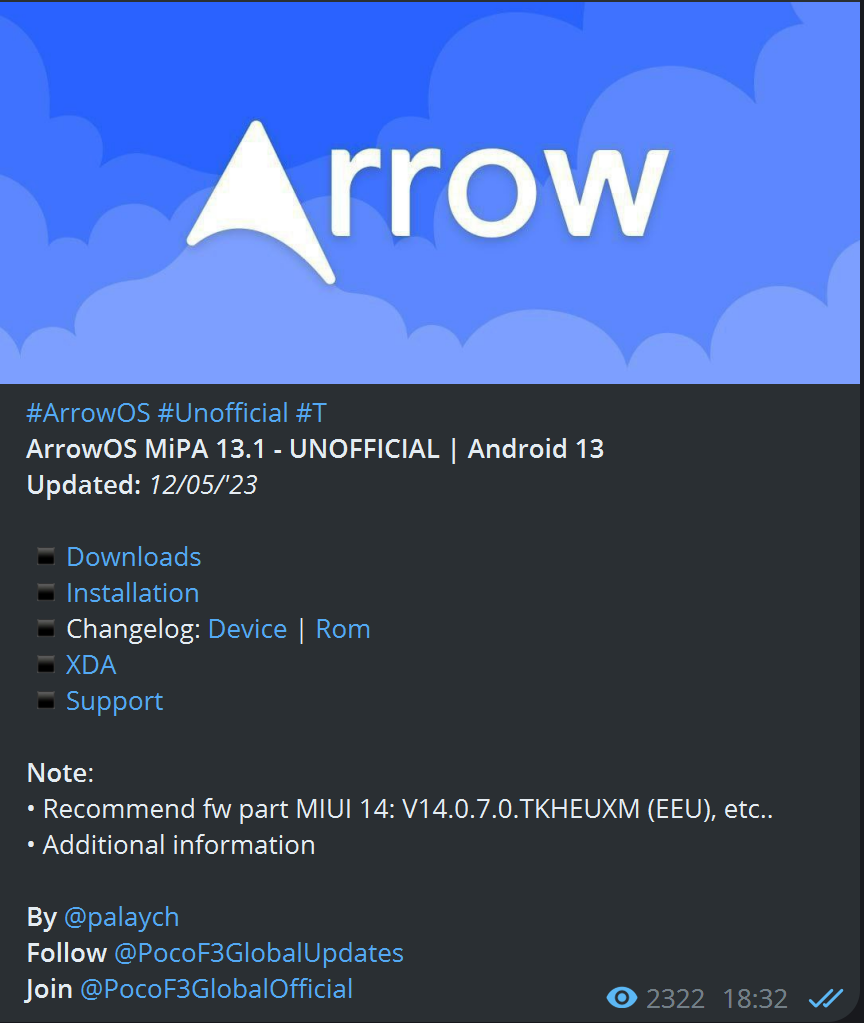 Arrow
#ArrowOS #Unofficial #T
ArrowOS MiPA 13.1 - UNOFFICIAL | Android 13
Updated: 12/05/'23
▪ Downloads
▪ Installation
▪ Changelog: Device | Rom
▪ XDA
▪ Support
Note:
• Recommend fw part MIUI 14: V14.0.7.0.TKHEUXM (EEU), etc..
• Additional information
By @palaych
Follow @PocoF3GlobalUpdates
Join @PocoF3GlobalOfficial
2322 18:32